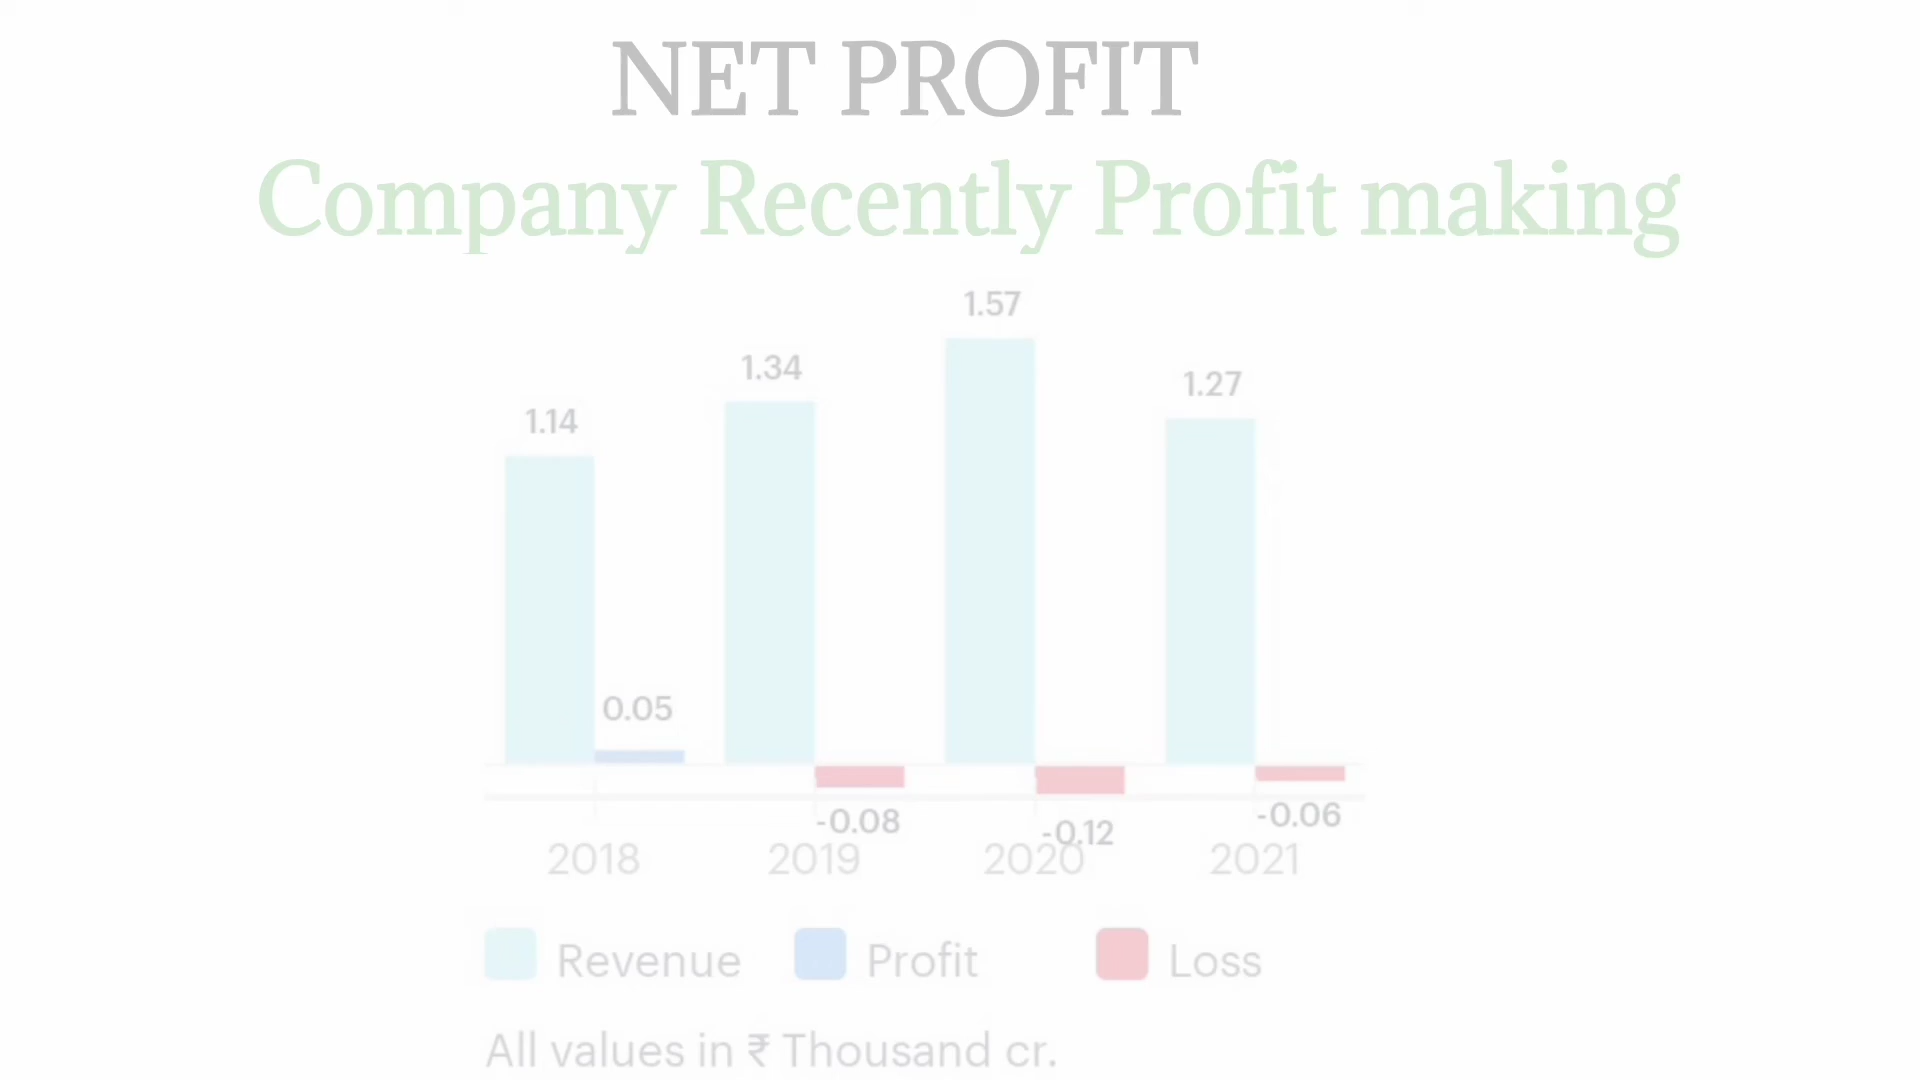 NET PROFIT
Company Recently Profit making
1.57
1.34
1.27
1.14
0.05
-0.08
-0.12
-0.06
2018 2019 2020 2021
Revenue Profit Loss
All values in ₹ Thousand cr.